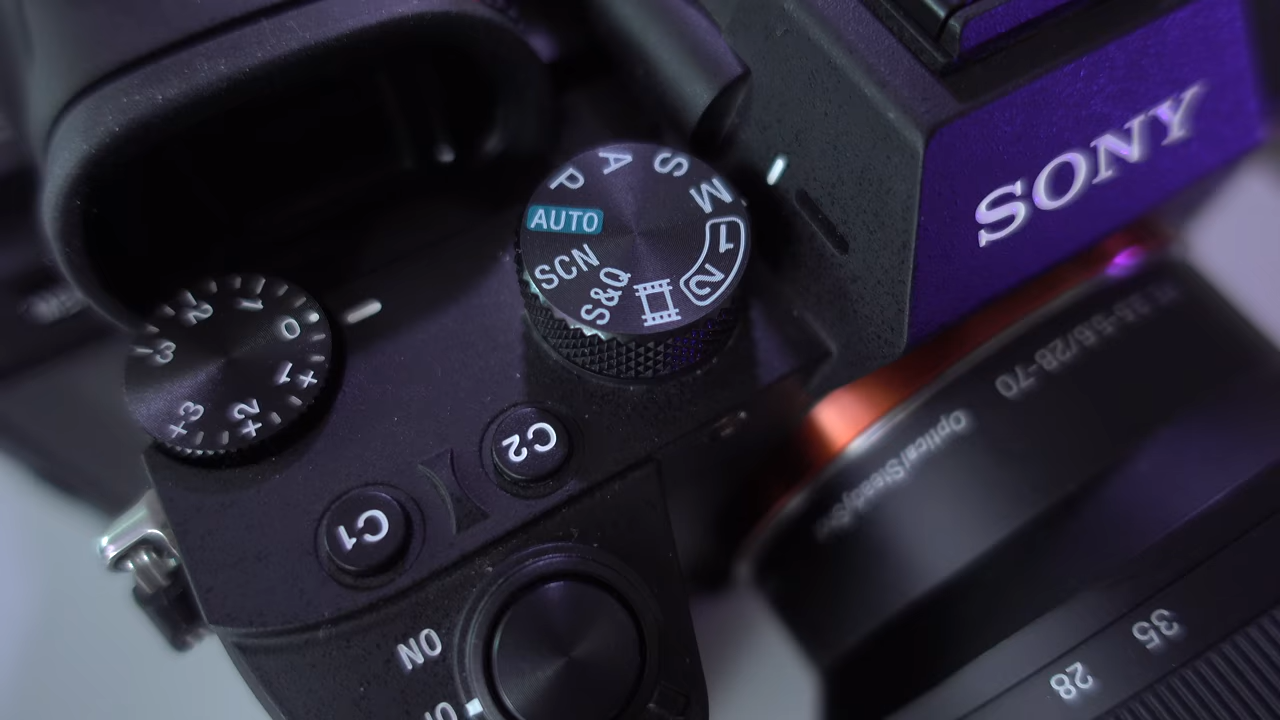 SONY
A
S
P
M
AUTO
1
2
SCN
S&Q
-3
-2
-1
0
+1
+2
+3
3.5-5.6/28-70
Optical SteadyShot
C2
C1
ON
35
28